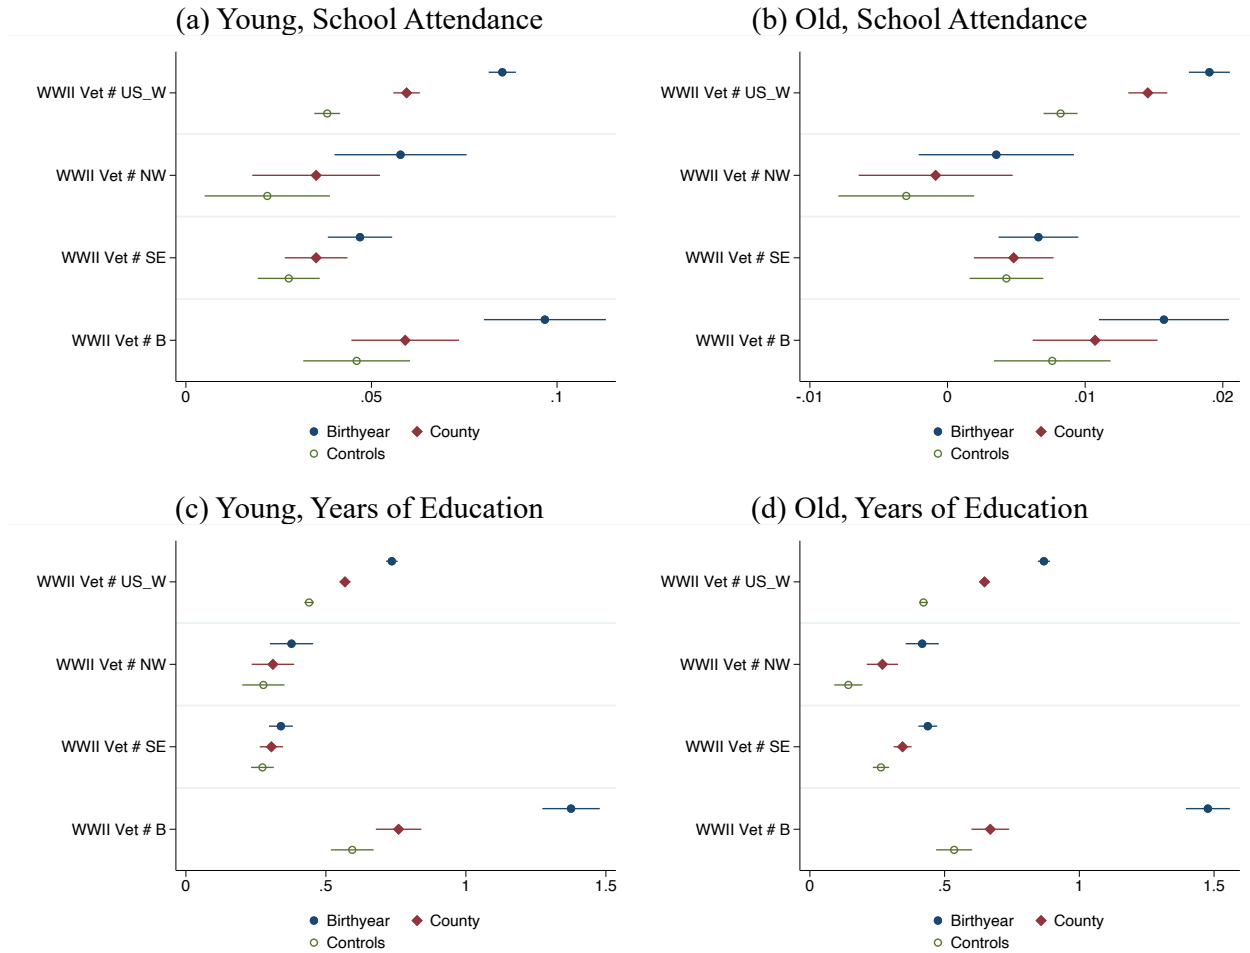 (a) Young, School Attendance
WWII Vet # US_W
WWII Vet # NW
WWII Vet # SE
WWII Vet # B
0 .05 .1
Birthyear County
Controls
(b) Old, School Attendance
WWII Vet # US_W
WWII Vet # NW
WWII Vet # SE
WWII Vet # B
-.01 0 .01 .02
Birthyear County
Controls
(c) Young, Years of Education
WWII Vet # US_W
WWII Vet # NW
WWII Vet # SE
WWII Vet # B
0 .5 1 1.5
Birthyear County
Controls
(d) Old, Years of Education
WWII Vet # US_W
WWII Vet # NW
WWII Vet # SE
WWII Vet # B
0 .5 1 1.5
Birthyear County
Controls